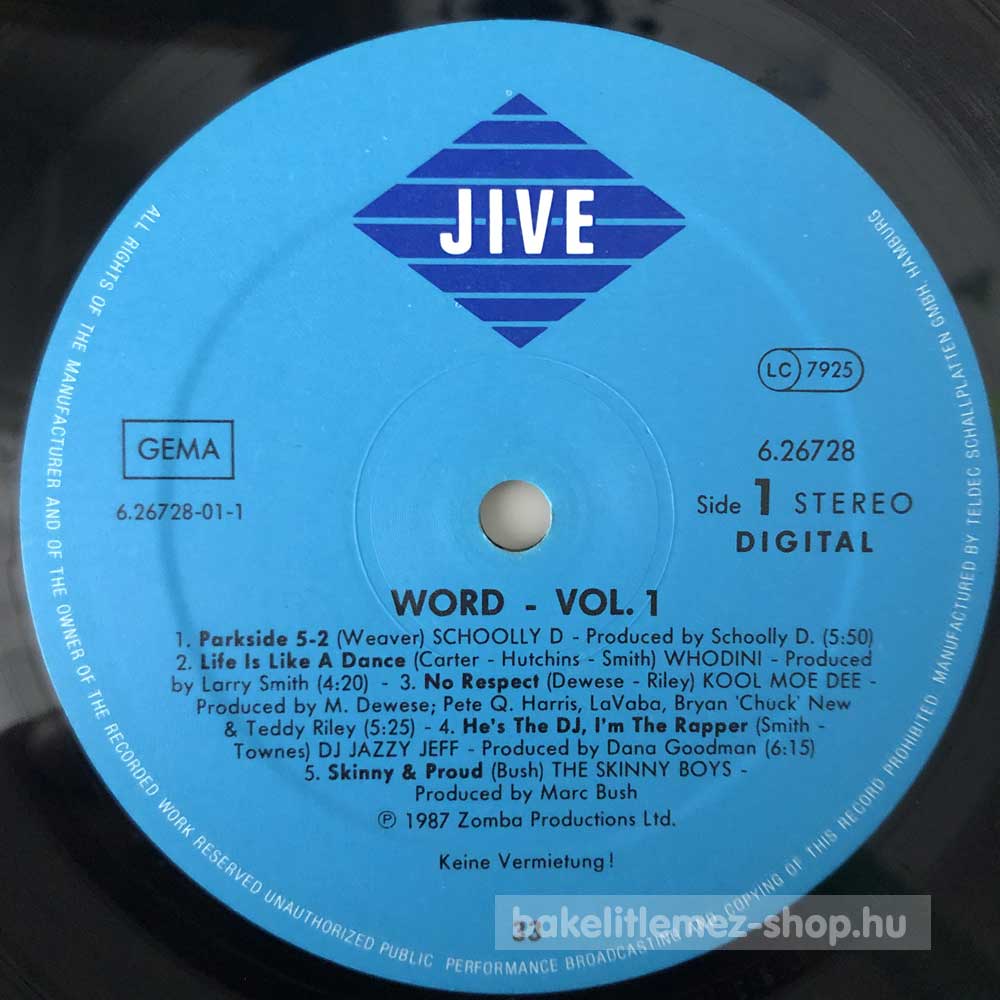 JIVE
LC 7925
GEMA
6.26728
6.26728-01-1
Side 1 STEREO
DIGITAL
WORD - VOL. 1
1. Parkside 5-2 (Weaver) SCHOOLLY D - Produced by Schoolly D. (5:50)
2. Life Is Like A Dance (Carter - Hutchins - Smith) WHODINI - Produced
by Larry Smith (4:20) - 3. No Respect (Dewese - Riley) KOOL MOE DEE -
Produced by M. Dewese; Pete Q. Harris, LaVaba, Bryan 'Chuck' New
& Teddy Riley (5:25) - 4. He's The DJ, I'm The Rapper (Smith -
Townes) DJ JAZZY JEFF - Produced by Dana Goodman (6:15)
5. Skinny & Proud (Bush) THE SKINNY BOYS -
Produced by Marc Bush
℗ 1987 Zomba Productions Ltd.
Keine Vermietung!
33
ALL RIGHTS OF THE MANUFACTURER AND OF THE OWNER OF THE RECORDED WORK RESERVED UNAUTHORIZED PUBLIC PERFORMANCE BROADCASTING AND COPYING OF THIS RECORD PROHIBITED MANUFACTURED BY TELDEC SCHALLPLATTEN GMBH HAMBURG
bakelitlemez-shop.hu